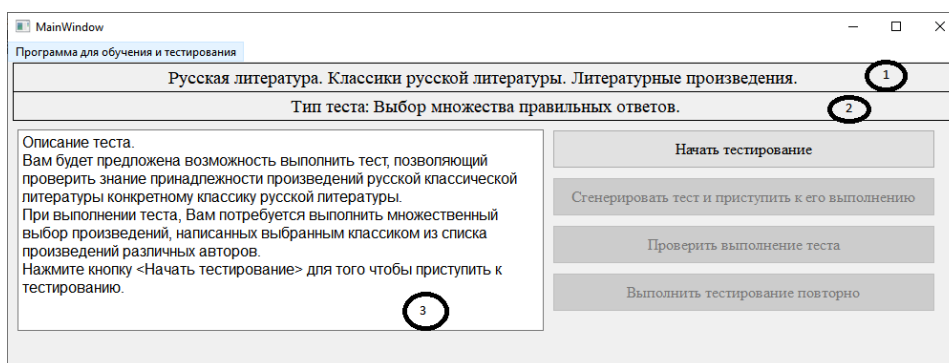 MainWindow
Программа для обучения и тестирования
Русская литература. Классики русской литературы. Литературные произведения.
1
Тип теста: Выбор множества правильных ответов.
2
Описание теста.
Вам будет предложена возможность выполнить тест, позволяющий
проверить знание принадлежности произведений русской классической
литературы конкретному классику русской литературы.
При выполнении теста, Вам потребуется выполнить множественный
выбор произведений, написанных выбранным классиком из списка
произведений различных авторов.
Нажмите кнопку <Начать тестирование> для того чтобы приступить к
тестированию.
3
Начать тестирование
Сгенерировать тест и приступить к его выполнению
Проверить выполнение теста
Выполнить тестирование повторно